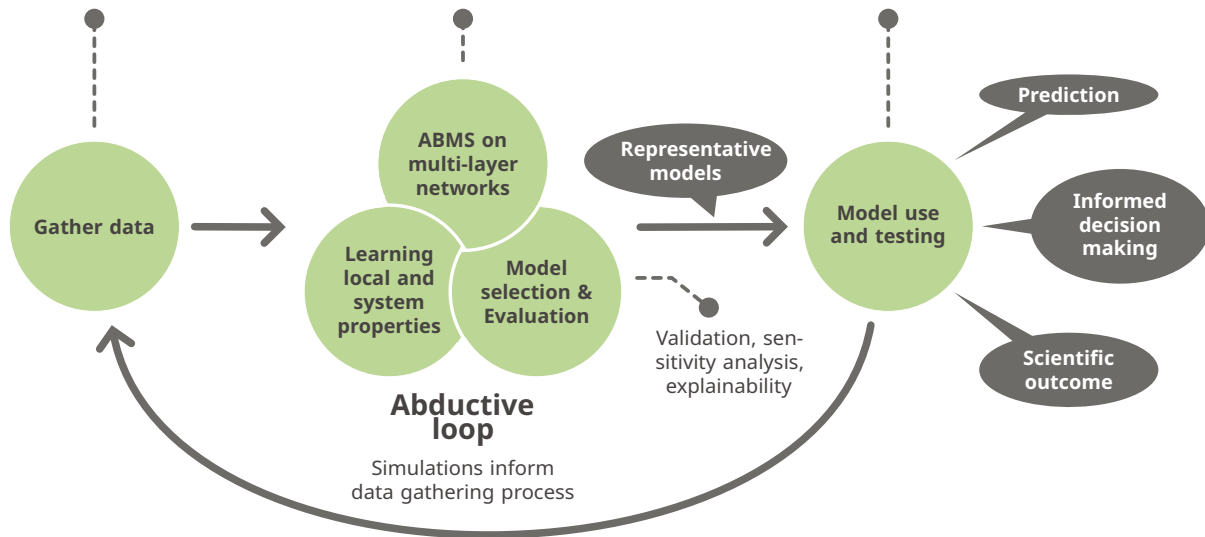 Gather data
ABMS on
multi-layer
networks
Learning
local and
system
properties
Model
selection &
Evaluation
Abductive
loop
Simulations inform
data gathering process
Representative
models
Validation, sen-
sitivity analysis,
explainability
Model use
and testing
Prediction
Informed
decision
making
Scientific
outcome